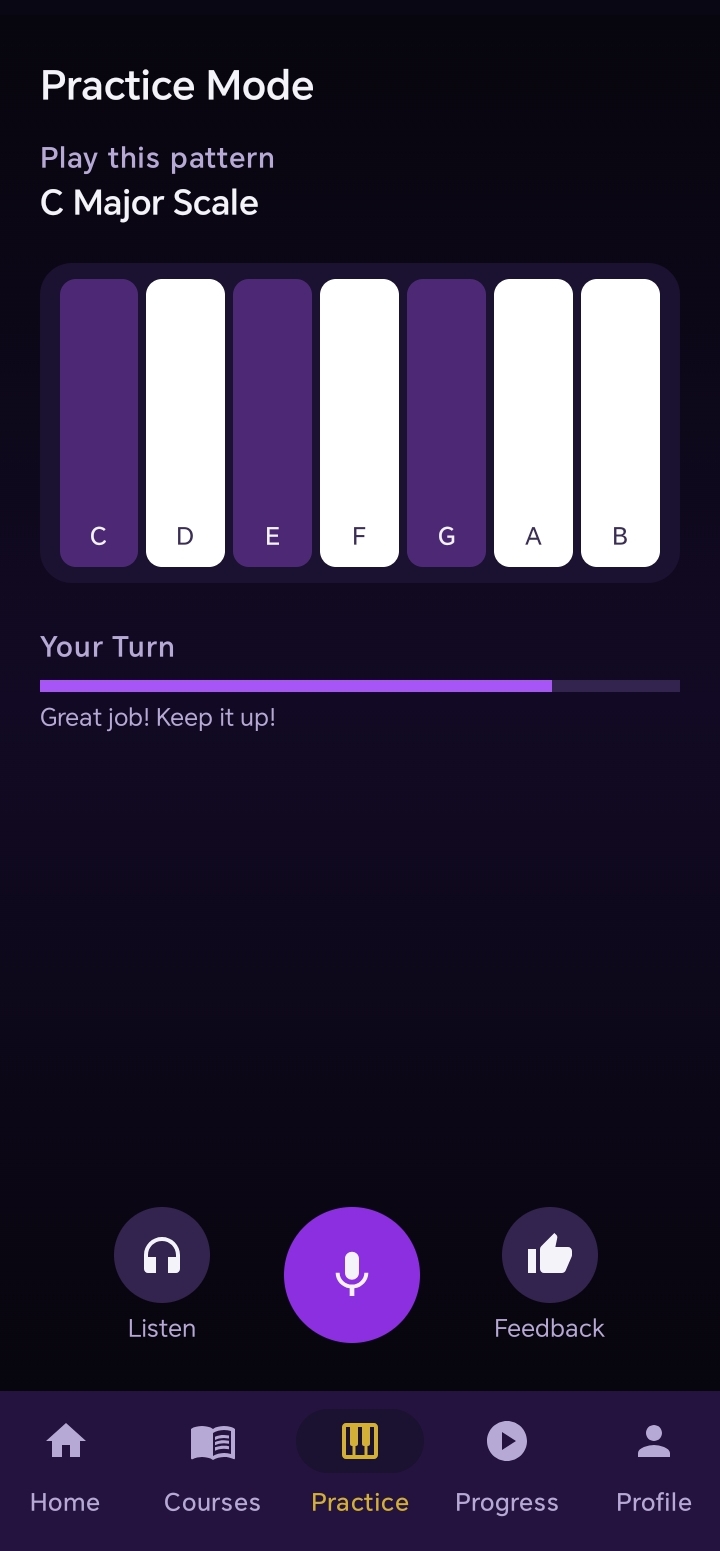 Practice Mode
Play this pattern
C Major Scale
C D E F G A B
Your Turn
Great job! Keep it up!
Listen Feedback
Home Courses Practice Progress Profile